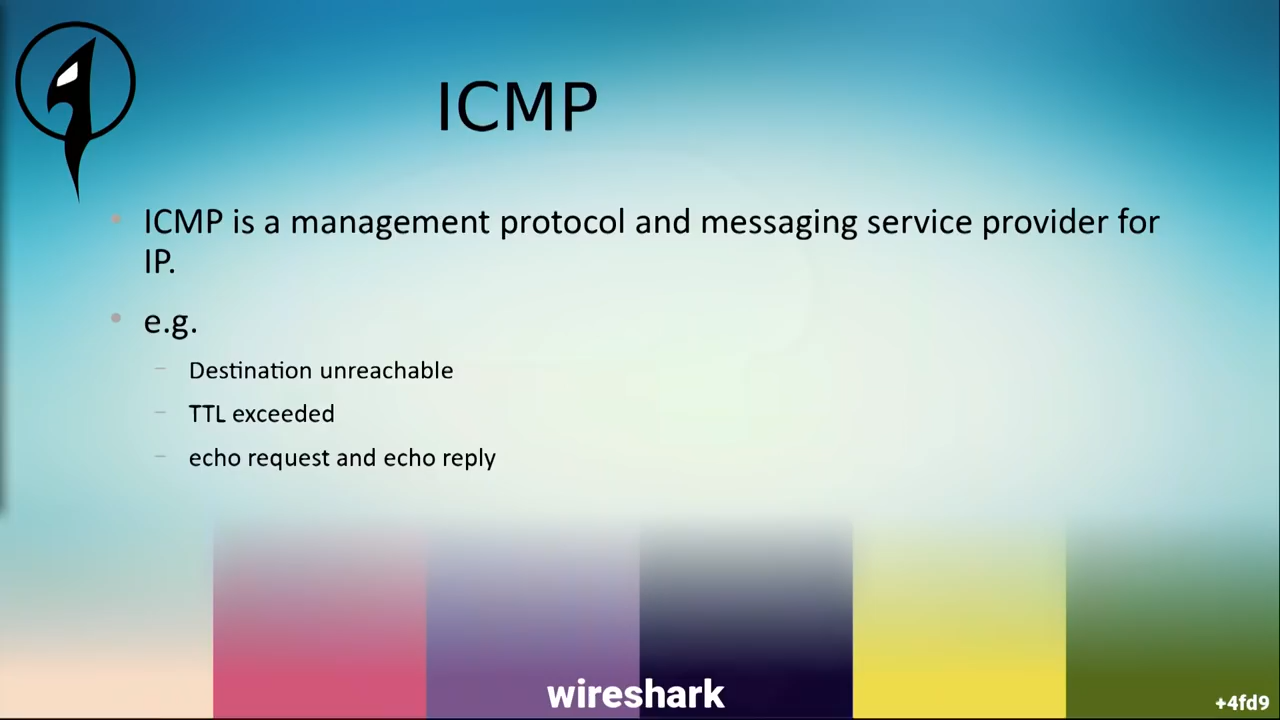 ICMP
ICMP is a management protocol and messaging service provider for
IP.
e.g.
Destination unreachable
TTL exceeded
echo request and echo reply
wireshark
+4fd9